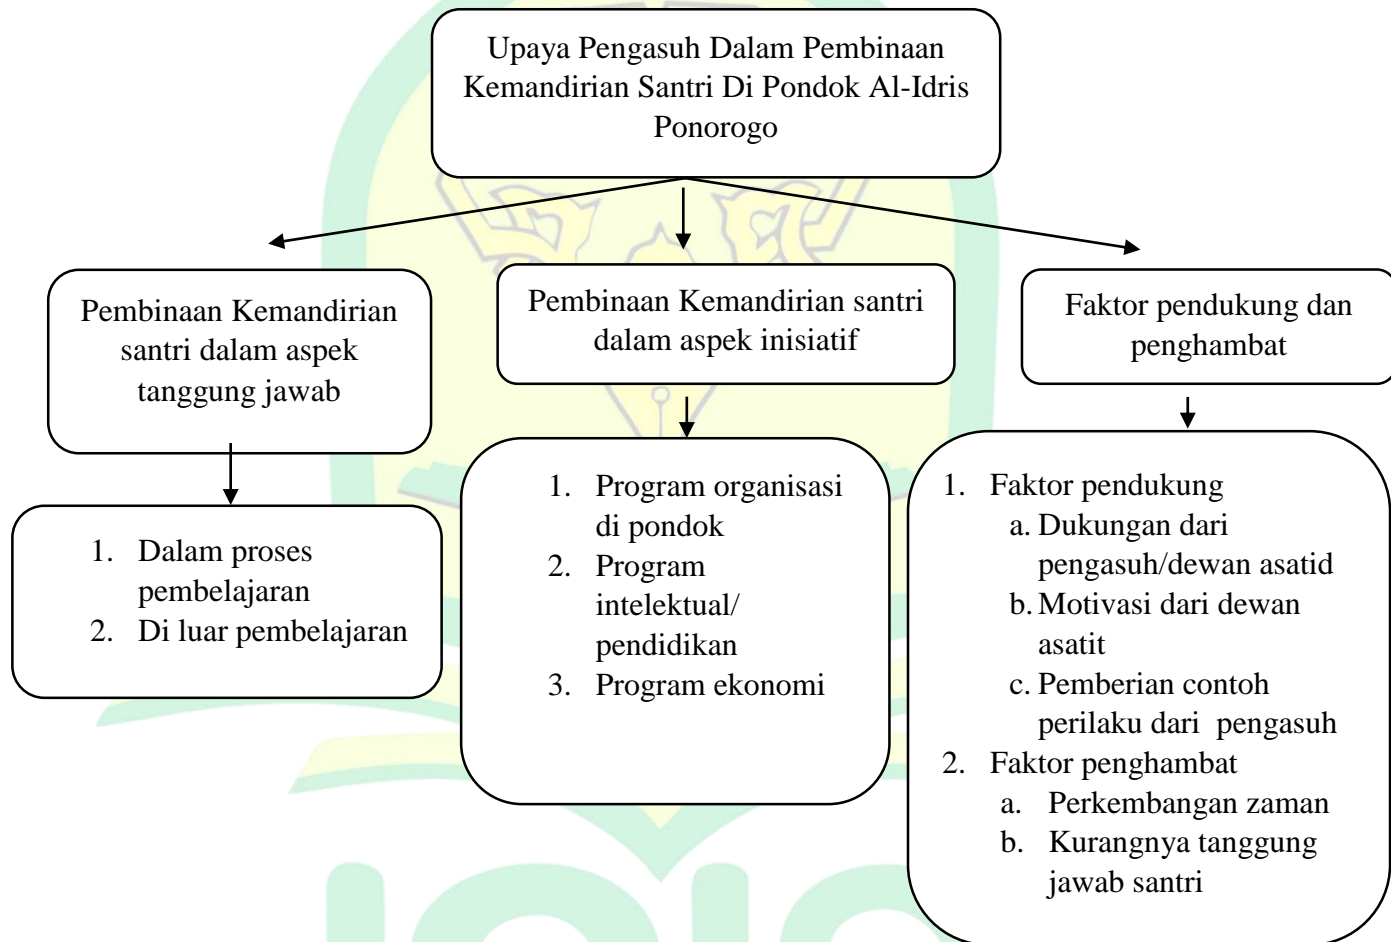 Upaya Pengasuh Dalam Pembinaan
Kemandirian Santri Di Pondok Al-Idris
Ponorogo
Pembinaan Kemandirian
santri dalam aspek
tanggung jawab
Pembinaan Kemandirian santri
dalam aspek inisiatif
Faktor pendukung dan
penghambat
1. Dalam proses
pembelajaran
2. Di luar pembelajaran
1. Program organisasi
di pondok
2. Program
intelektual/
pendidikan
3. Program ekonomi
1. Faktor pendukung
a. Dukungan dari
pengasuh/dewan asatid
b. Motivasi dari dewan
asatit
c. Pemberian contoh
perilaku dari pengasuh
2. Faktor penghambat
a. Perkembangan zaman
b. Kurangnya tanggung
jawab santri